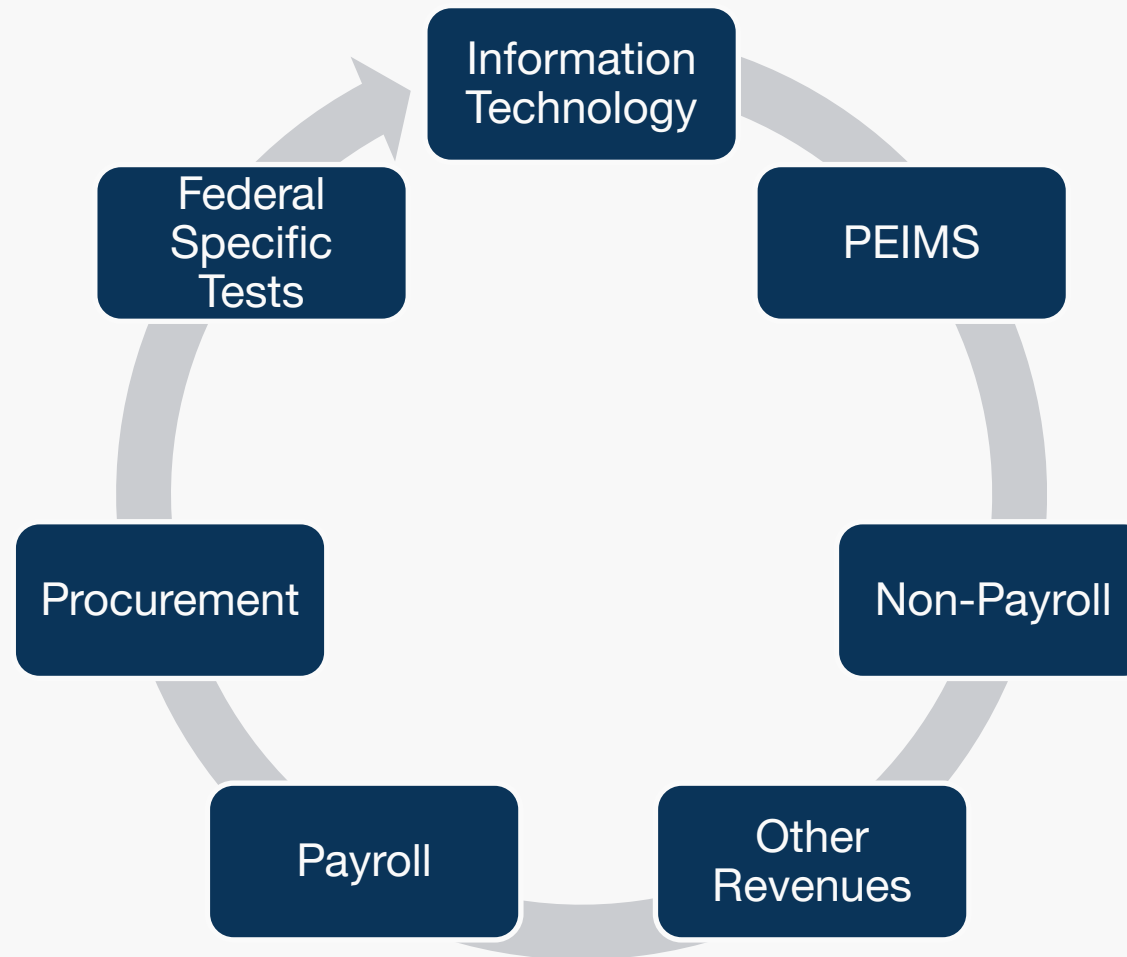 Information
Technology
PEIMS
Non-Payroll
Other
Revenues
Payroll
Procurement
Federal
Specific
Tests